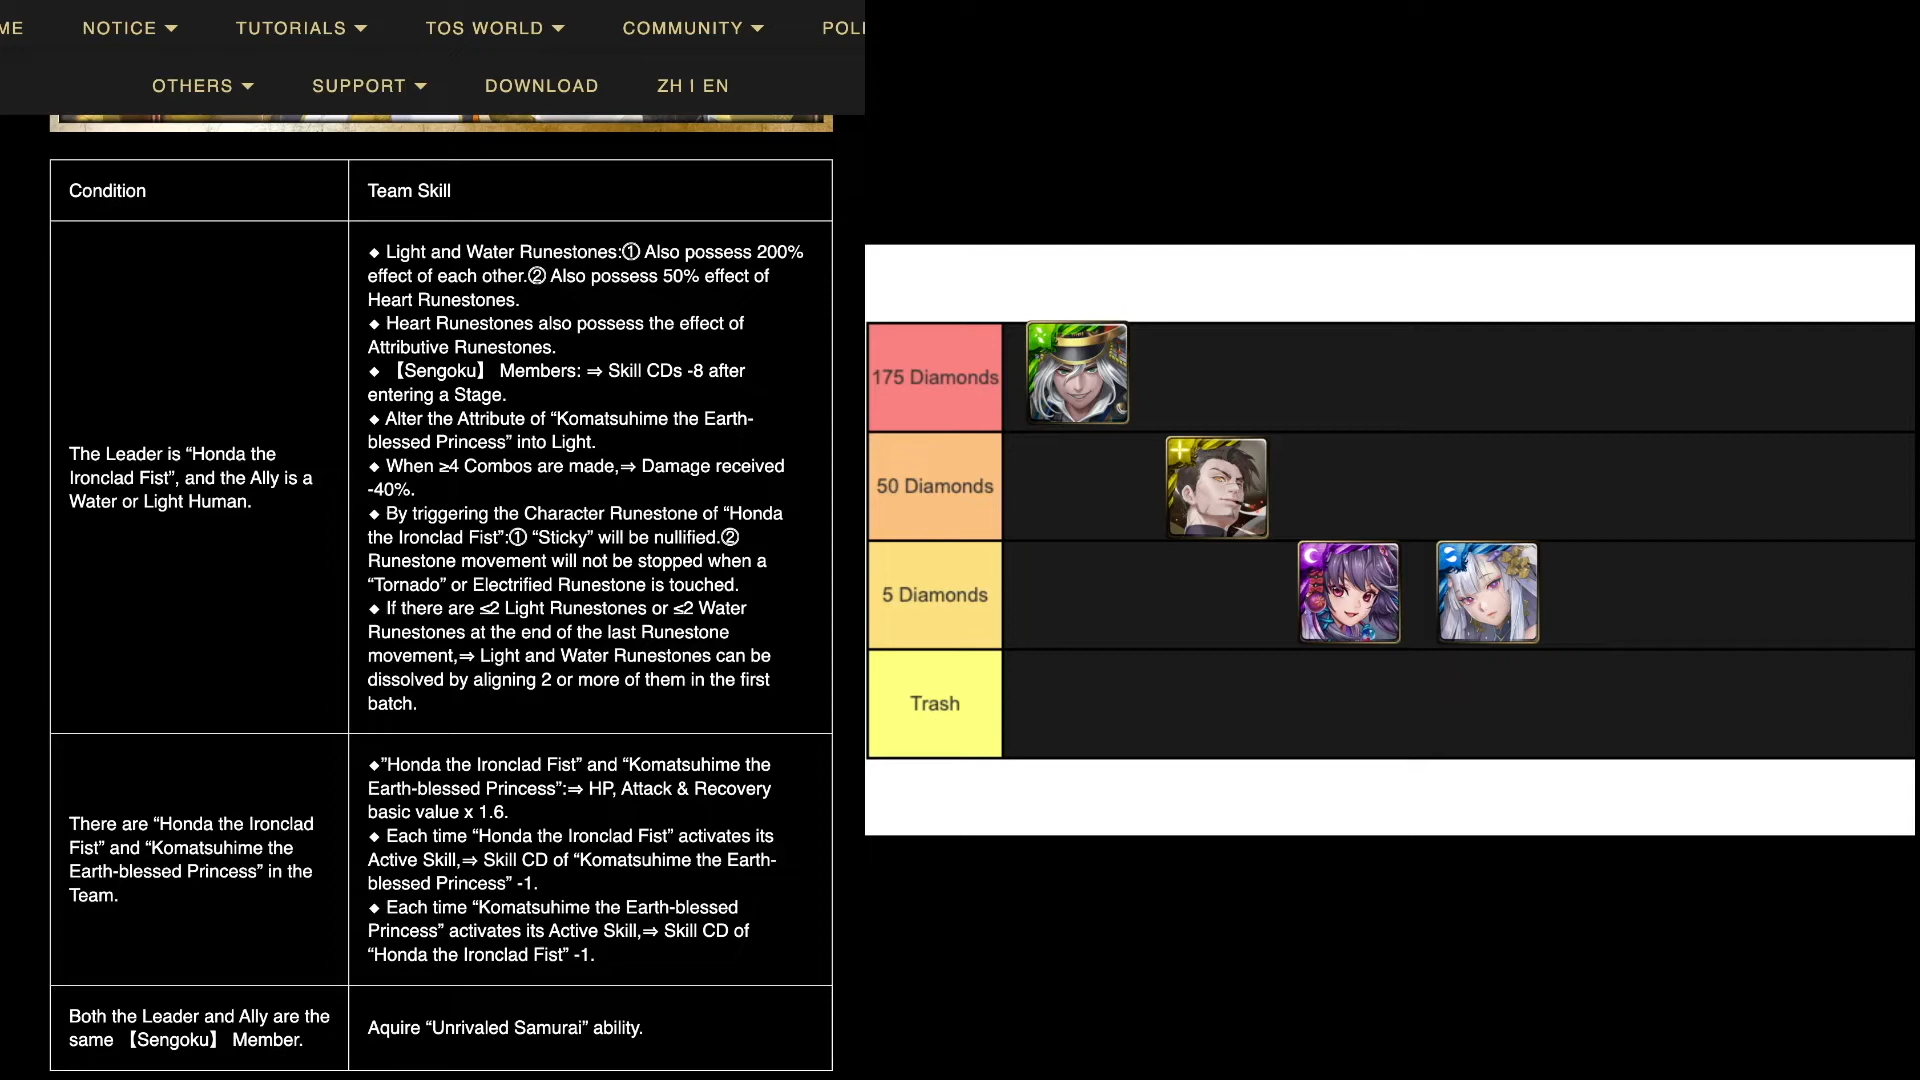 ME NOTICE TUTORIALS TOS WORLD COMMUNITY POLI
OTHERS SUPPORT DOWNLOAD ZH I EN
Condition
Team Skill
The Leader is “Honda the
Ironclad Fist”, and the Ally is a
Water or Light Human.
⬥ Light and Water Runestones:① Also possess 200%
effect of each other.② Also possess 50% effect of
Heart Runestones.
⬥ Heart Runestones also possess the effect of
Attributive Runestones.
⬥ 【Sengoku】 Members: ⇒ Skill CDs -8 after
entering a Stage.
⬥ Alter the Attribute of “Komatsuhime the Earth-
blessed Princess” into Light.
⬥ When ≥4 Combos are made,⇒ Damage received
-40%.
⬥ By triggering the Character Runestone of “Honda
the Ironclad Fist”:① “Sticky” will be nullified.②
Runestone movement will not be stopped when a
“Tornado” or Electrified Runestone is touched.
⬥ If there are ≤2 Light Runestones or ≤2 Water
Runestones at the end of the last Runestone
movement,⇒ Light and Water Runestones can be
dissolved by aligning 2 or more of them in the first
batch.
There are “Honda the Ironclad
Fist” and “Komatsuhime the
Earth-blessed Princess” in the
Team.
⬥”Honda the Ironclad Fist” and “Komatsuhime the
Earth-blessed Princess”:⇒ HP, Attack & Recovery
basic value x 1.6.
⬥ Each time “Honda the Ironclad Fist” activates its
Active Skill,⇒ Skill CD of “Komatsuhime the Earth-
blessed Princess” -1.
⬥ Each time “Komatsuhime the Earth-blessed
Princess” activates its Active Skill,⇒ Skill CD of
“Honda the Ironclad Fist” -1.
Both the Leader and Ally are the
same 【Sengoku】 Member.
Aquire “Unrivaled Samurai” ability.
175 Diamonds
50 Diamonds
5 Diamonds
Trash